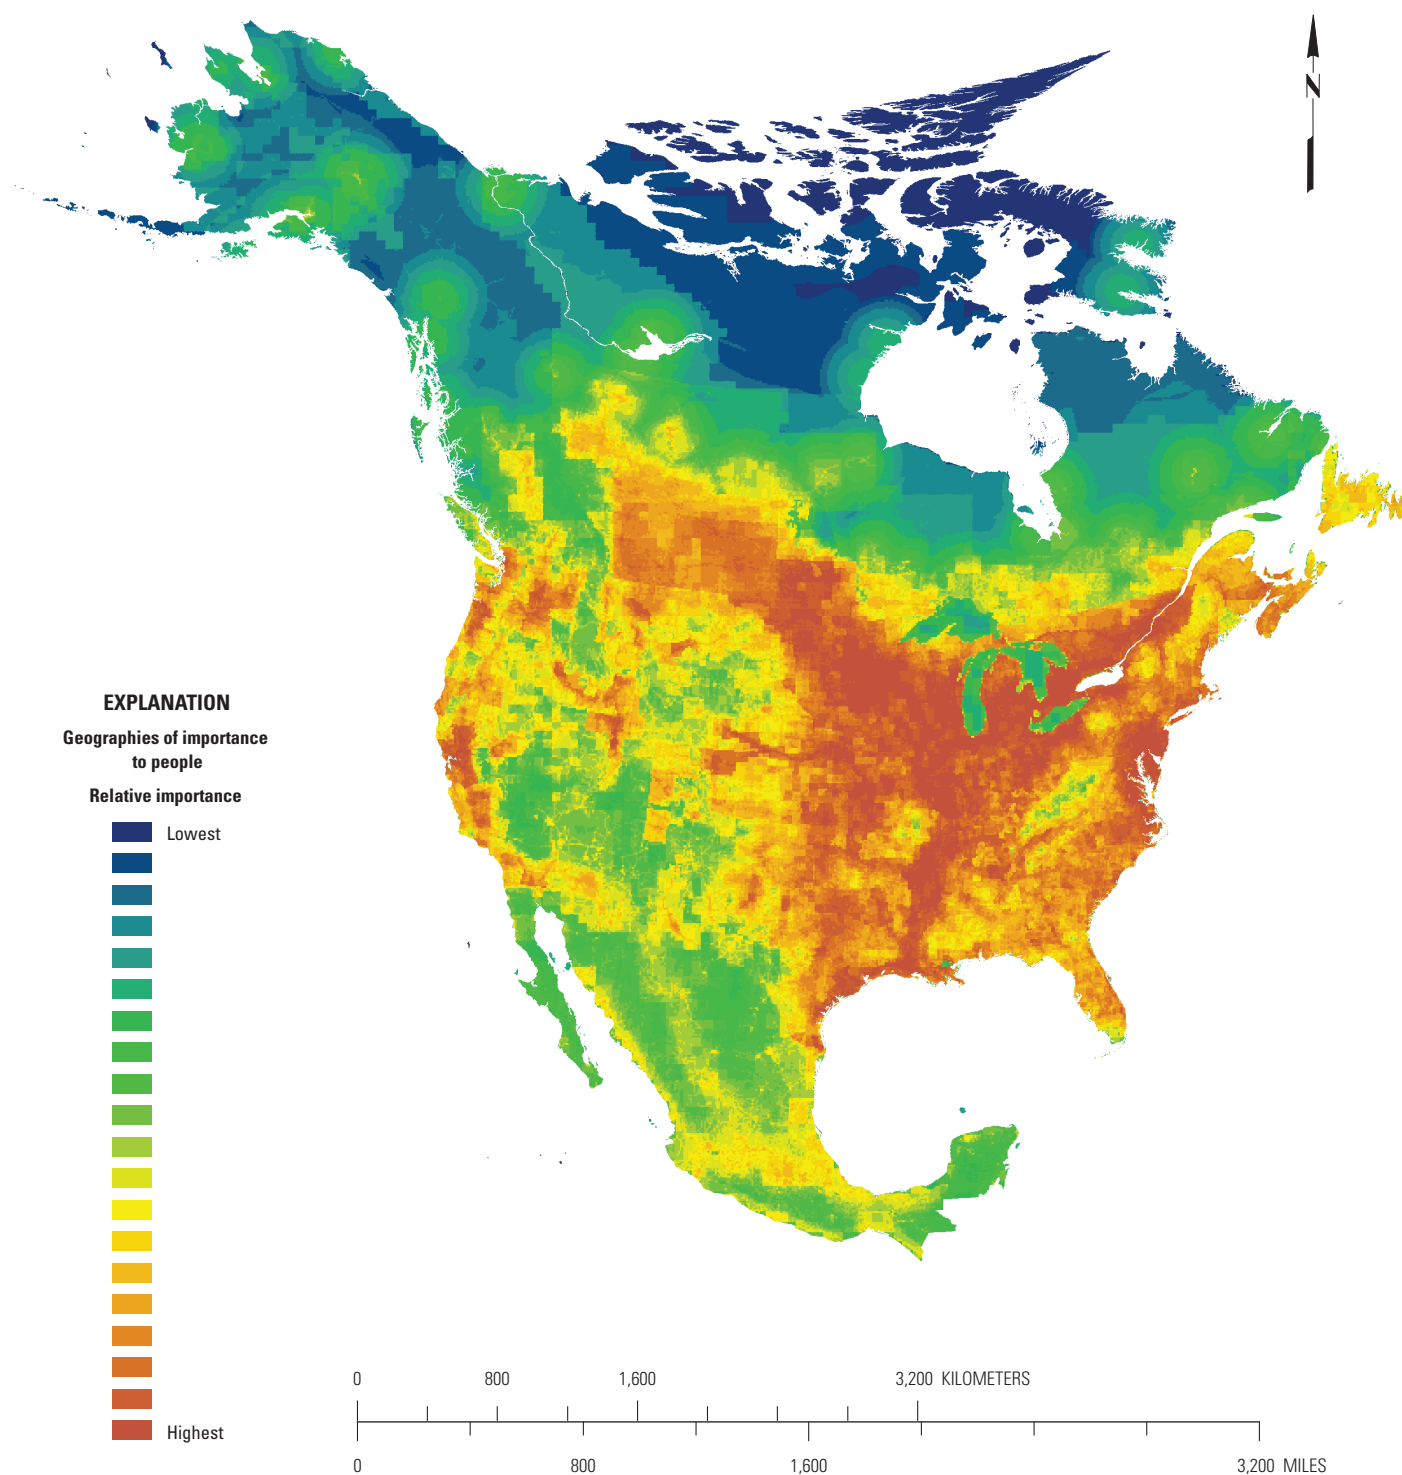 N
EXPLANATION
Geographies of importance
to people
Relative importance
Lowest
Highest
0 800 1,600 3,200 KILOMETERS
0 800 1,600 3,200 MILES